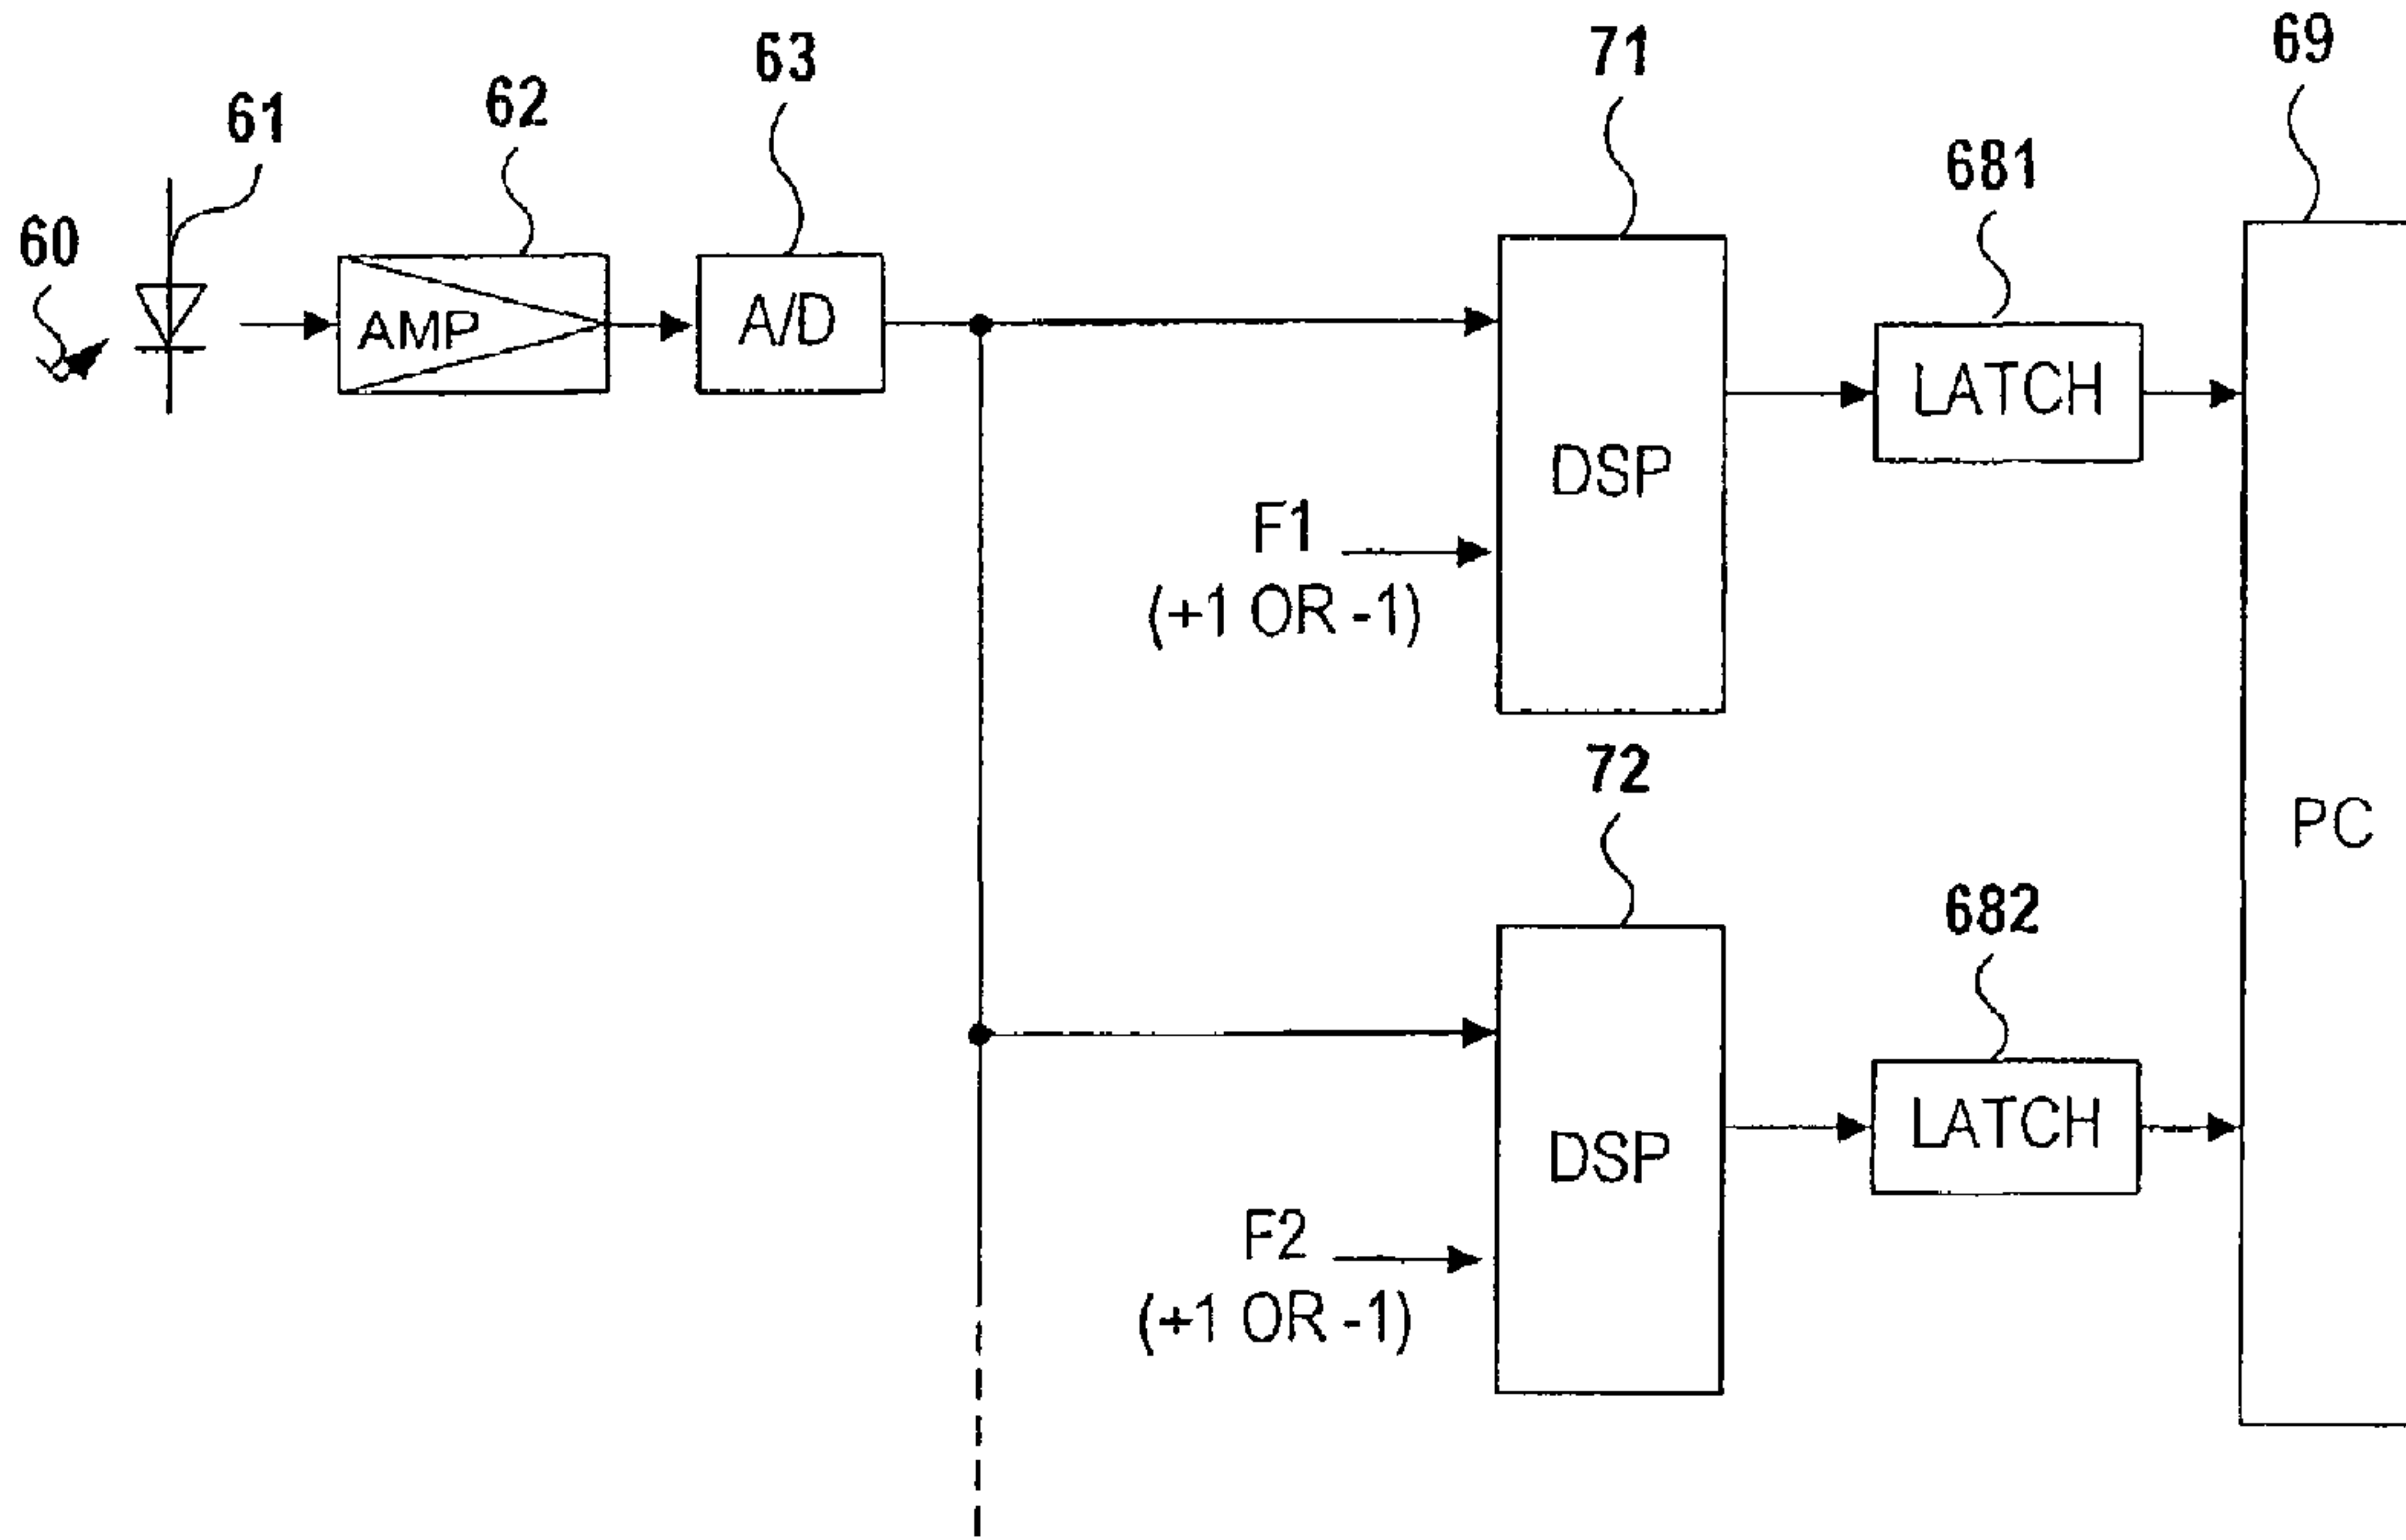 60
61
62
63
71
681
69
AMP
A/D
DSP
LATCH
F1
(+1 OR -1)
PC
72
682
DSP
LATCH
F2
(+1 OR -1)